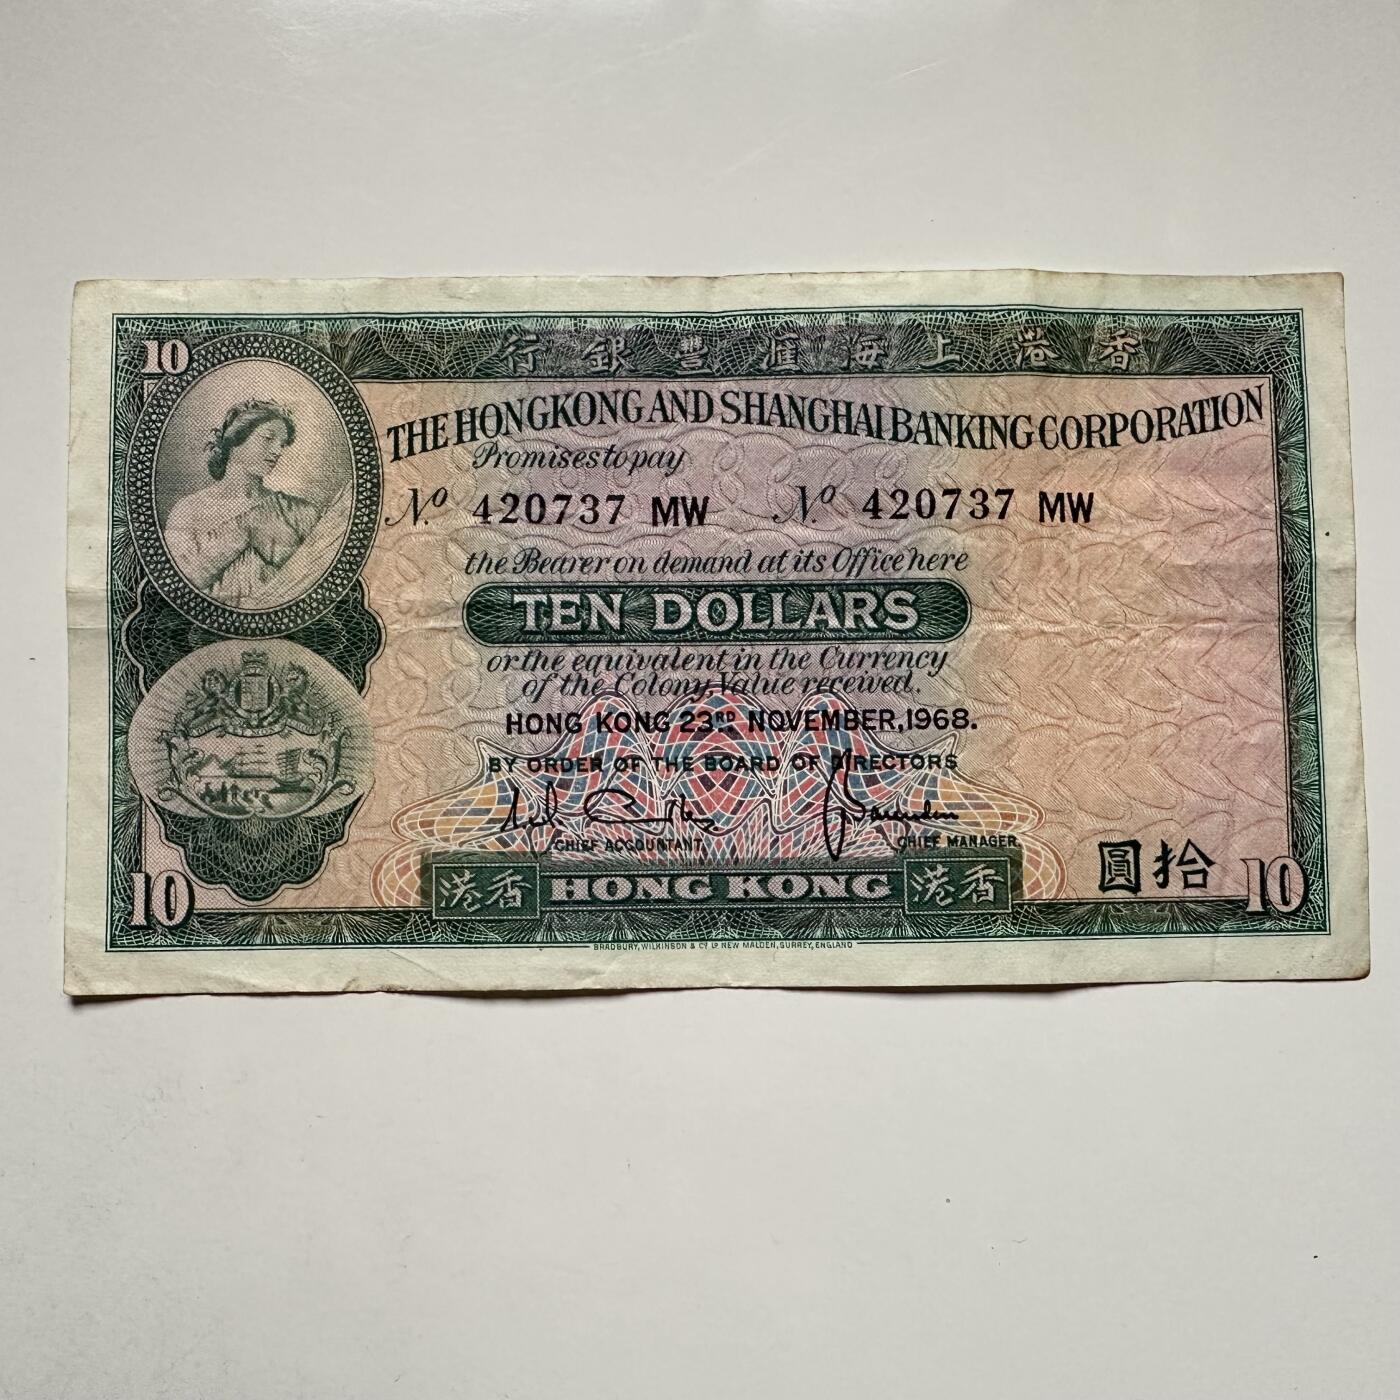 行銀豐滙海上港香
10
THE HONGKONG AND SHANGHAI BANKING CORPORATION
Promises to pay
No 420737 MW No 420737 MW
the Bearer on demand at its Office here
TEN DOLLARS
or the equivalent in the Currency
of the Colony, Value received.
HONG KONG 23RD NOVEMBER, 1968.
BY ORDER OF THE BOARD OF DIRECTORS
CHIEF ACCOUNTANT CHIEF MANAGER
圓拾
10 港香 HONG KONG 港香 10
BRADBURY, WILKINSON & Co Ld NEW MALDEN, SURREY, ENGLAND